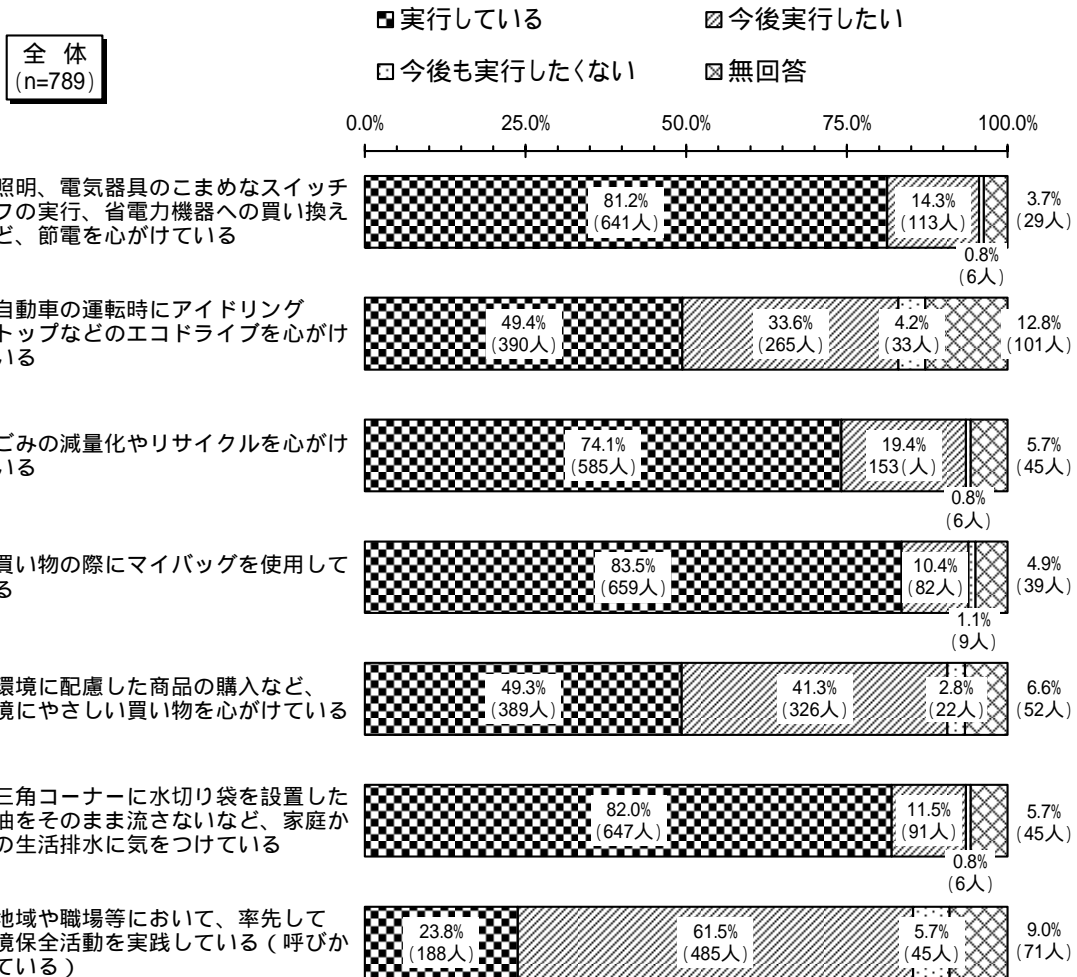 実行している 今後実行したい
全 体
(n=789)
今後も実行したくない 無回答
0.0% 25.0% 50.0% 75.0% 100.0%
照明、電気器具のこまめなスイッチ
フの実行、省電力機器への買い換え
ど、節電を心がけている
81.2% 14.3% 3.7%
(641人) (113人) (29人)
0.8%
(6人)
自動車の運転時にアイドリング
トップなどのエコドライブを心がけ
いる
49.4% 33.6% 4.2% 12.8%
(390人) (265人) (33人) (101人)
ごみの減量化やリサイクルを心がけ
いる
74.1% 19.4% 5.7%
(585人) 153(人) (45人)
0.8%
(6人)
買い物の際にマイバッグを使用して
る
83.5% 10.4% 4.9%
(659人) (82人) (39人)
1.1%
(9人)
環境に配慮した商品の購入など、
境にやさしい買い物を心がけている
49.3% 41.3% 2.8% 6.6%
(389人) (326人) (22人) (52人)
三角コーナーに水切り袋を設置した
油をそのまま流さないなど、家庭か
の生活排水に気をつけている
82.0% 11.5% 5.7%
(647人) (91人) (45人)
0.8%
(6人)
地域や職場等において、率先して
境保全活動を実践している(呼びか
ている)
23.8% 61.5% 5.7% 9.0%
(188人) (485人) (45人) (71人)